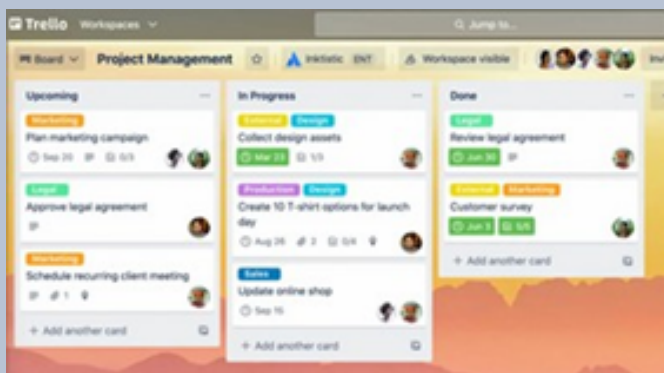 Trello Workspaces
Jump to...
Board Project Management Inktistic ENT Workspace visible
Upcoming
Marketing
Plan marketing campaign
Sep 20 0/3
Legal
Approve legal agreement
Marketing
Schedule recurring client meeting
1
+ Add another card
In Progress
External Design
Collect design assets
Mar 23 1/3
Production Design
Create 10 T-shirt options for launch
day
Aug 26 2
Sales
Update online shop
Sep 15
+ Add another card
Done
Legal
Review legal agreement
Jun 30
External Marketing
Customer survey
Jun 3 5/5
+ Add another card